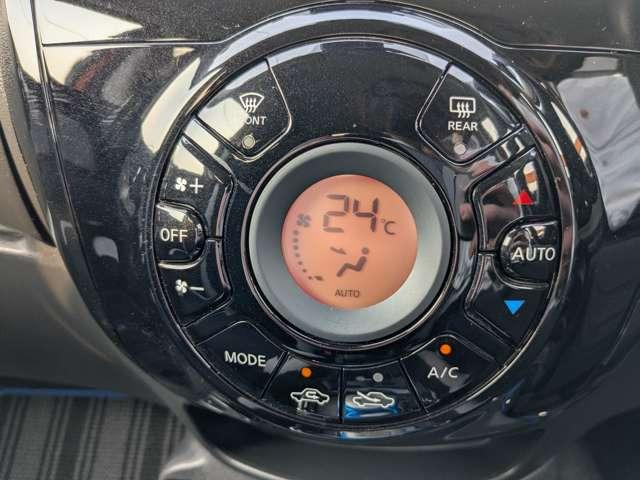 FRONT
REAR
+
24°C
OFF
AUTO
−
AUTO
MODE
A/C